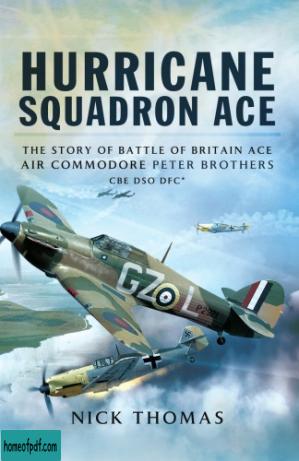 HURRICANE
SQUADRON ACE
THE STORY OF BATTLE OF BRITAIN ACE
AIR COMMODORE PETER BROTHERS
CBE DSO DFC*
GZ L
NICK THOMAS
homeofpdf.com